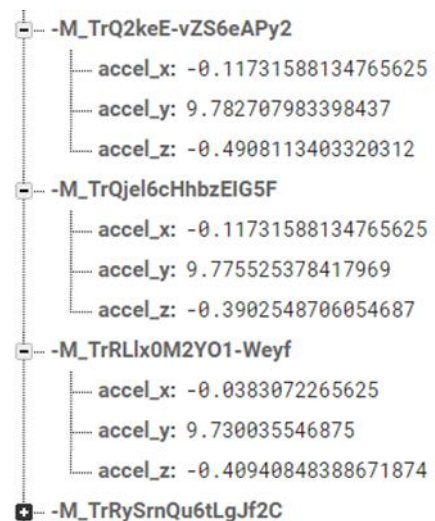 -M_TrQ2keE-vZS6eAPy2
accel_x: -0.11731588134765625
accel_y: 9.782707983398437
accel_z: -0.4908113403320312
-M_TrQjel6cHhbzEIG5F
accel_x: -0.11731588134765625
accel_y: 9.775525378417969
accel_z: -0.3902548706054687
-M_TrRLlx0M2YO1-Weyf
accel_x: -0.0383072265625
accel_y: 9.730035546875
accel_z: -0.40940848388671874
-M_TrRySrnQu6tLgJf2C